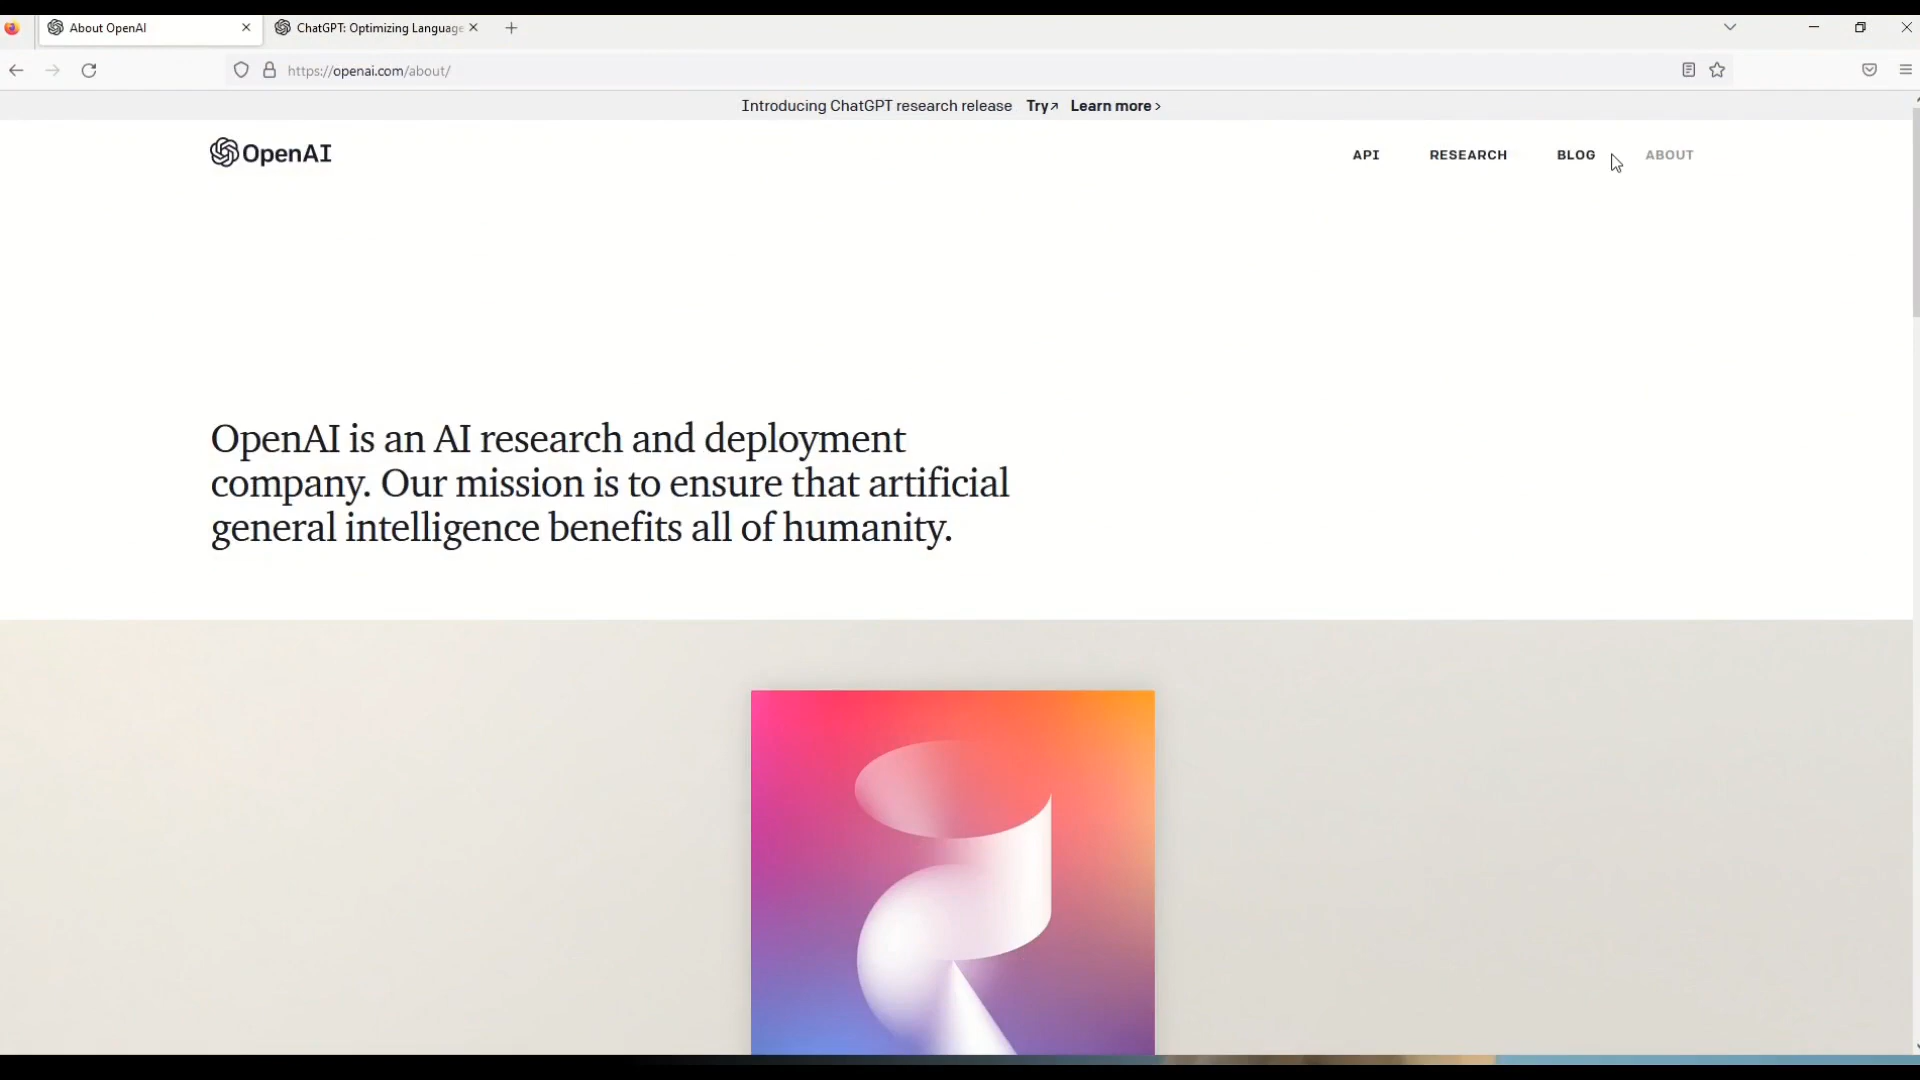 About OpenAI
ChatGPT: Optimizing Language
https://openai.com/about/
Introducing ChatGPT research release Try↗ Learn more >
OpenAI
API RESEARCH BLOG ABOUT
OpenAI is an AI research and deployment
company. Our mission is to ensure that artificial
general intelligence benefits all of humanity.